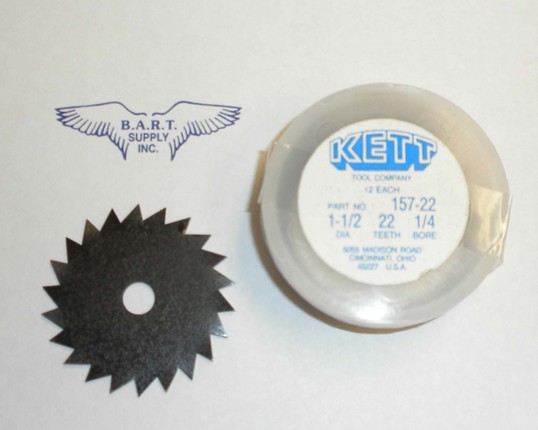 B.A.R.T.
SUPPLY
INC.
KETT
TOOL COMPANY
12 EACH
PART NO. 157-22
1-1/2 22 1/4
DIA. TEETH BORE
5055 MADISON ROAD
CINCINNATI, OHIO
45227 U.S.A.